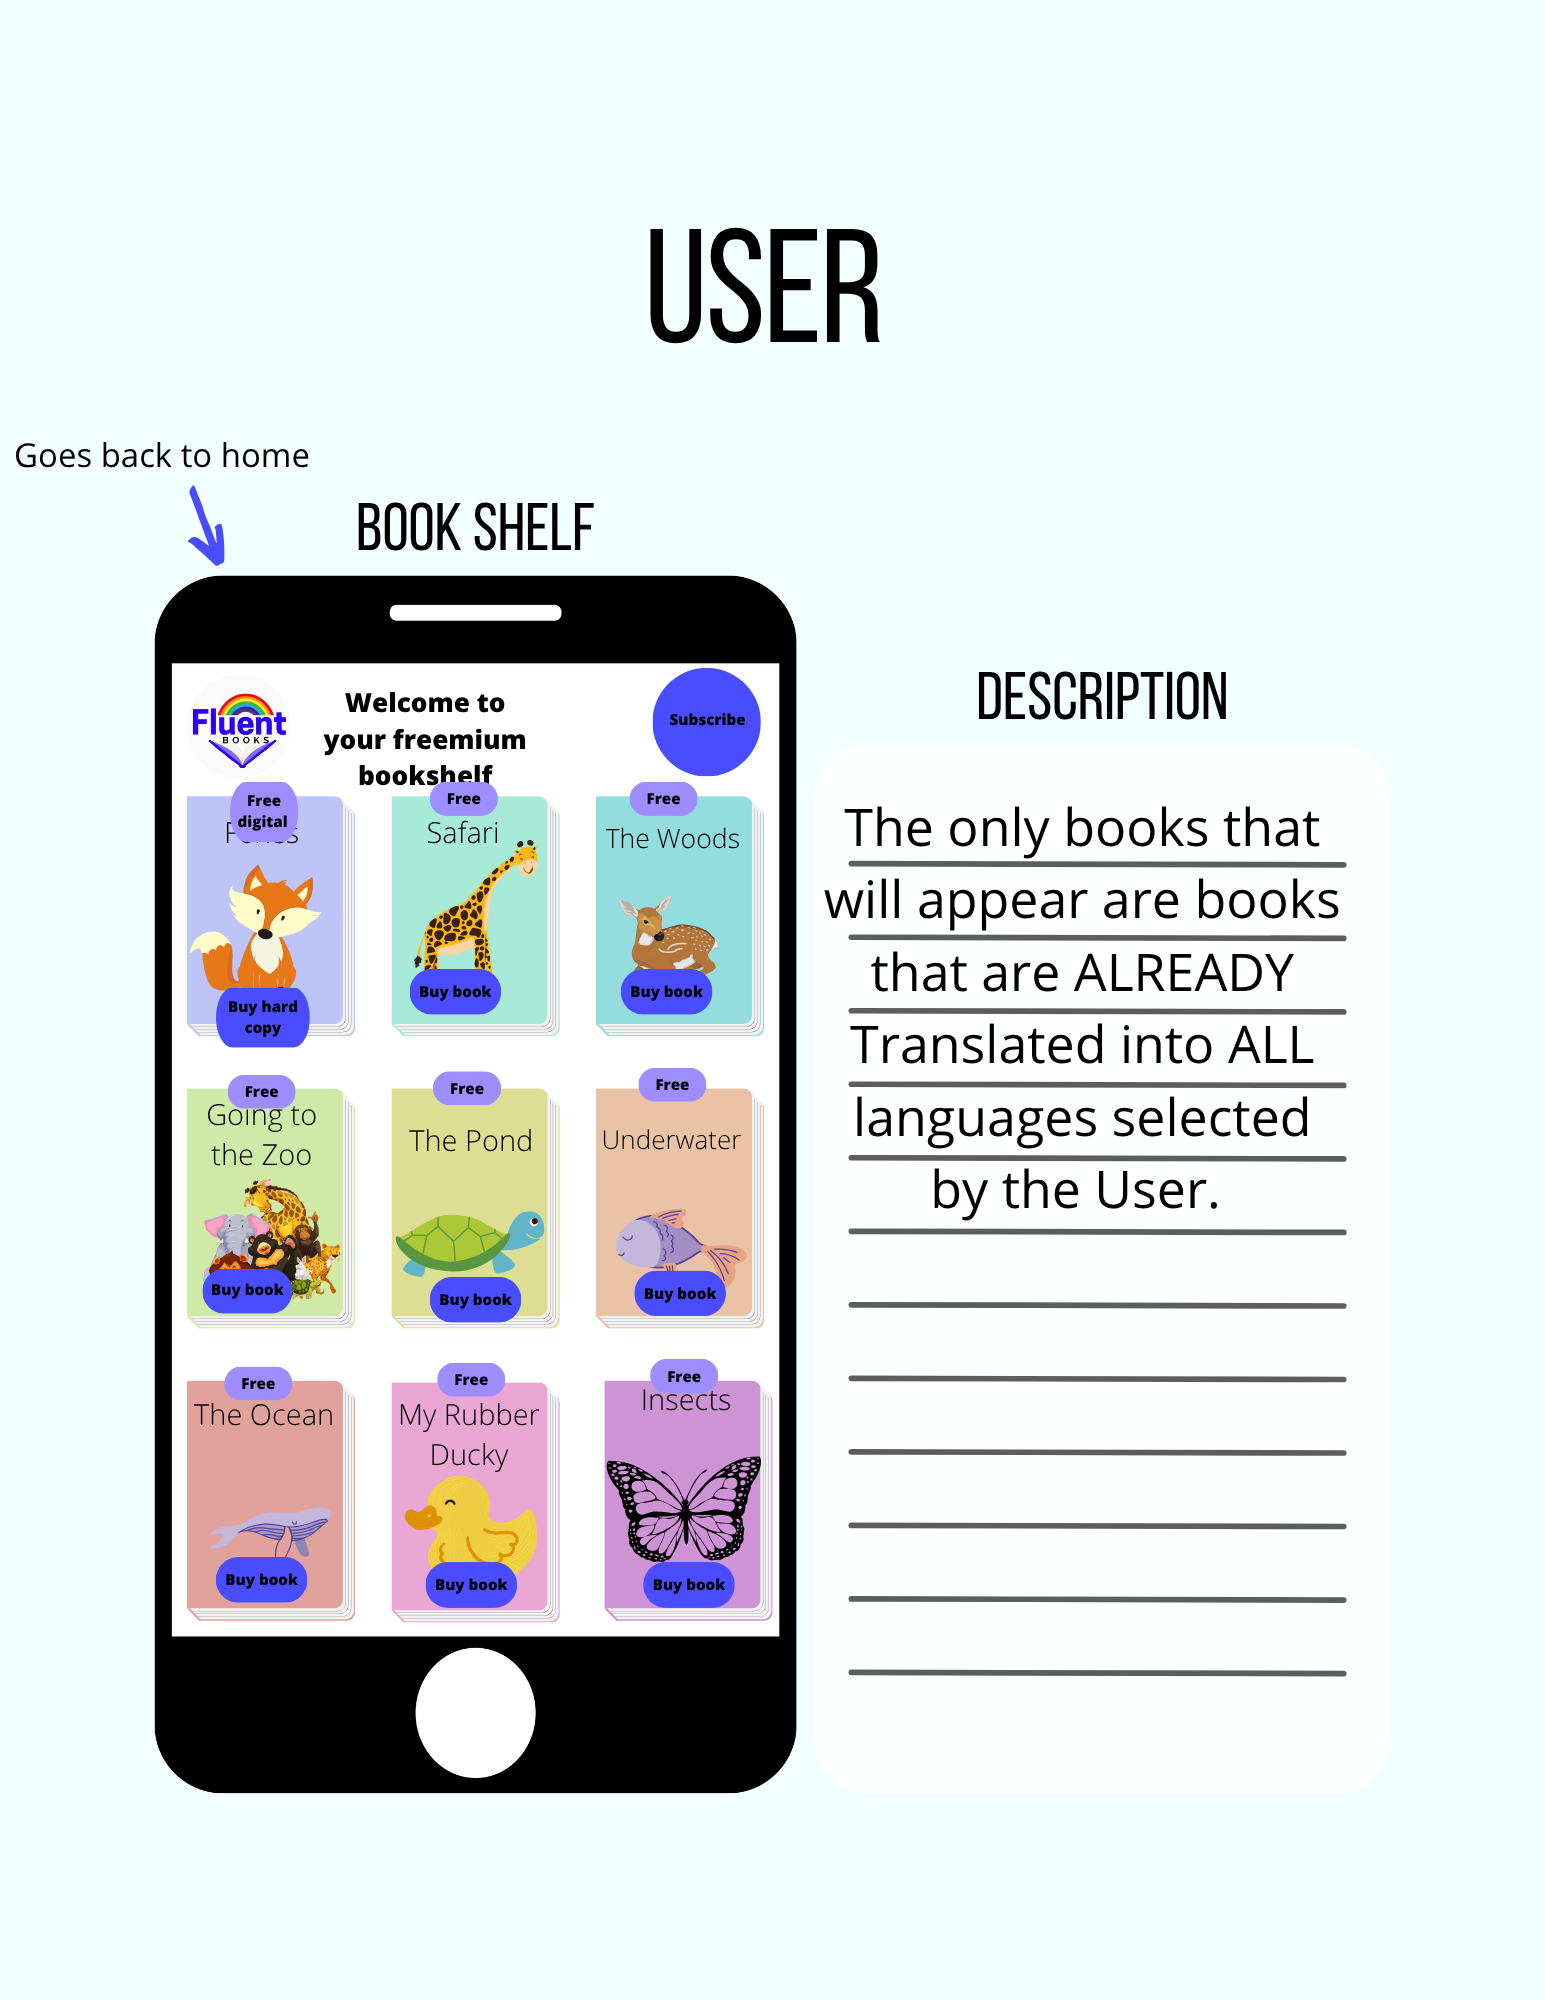 USER
Goes back to home
BOOK SHELF
Fluent
BOOKS
Welcome to
your freemium
bookshelf
Subscribe
Free
digital
Buy hard
copy
Free
Safari
Buy book
Free
The Woods
Buy book
Free
Going to
the Zoo
Buy book
Free
The Pond
Buy book
Free
Underwater
Buy book
Free
The Ocean
Buy book
Free
My Rubber
Ducky
Buy book
Free
Insects
Buy book
DESCRIPTION
The only books that
will appear are books
that are ALREADY
Translated into ALL
languages selected
by the User.